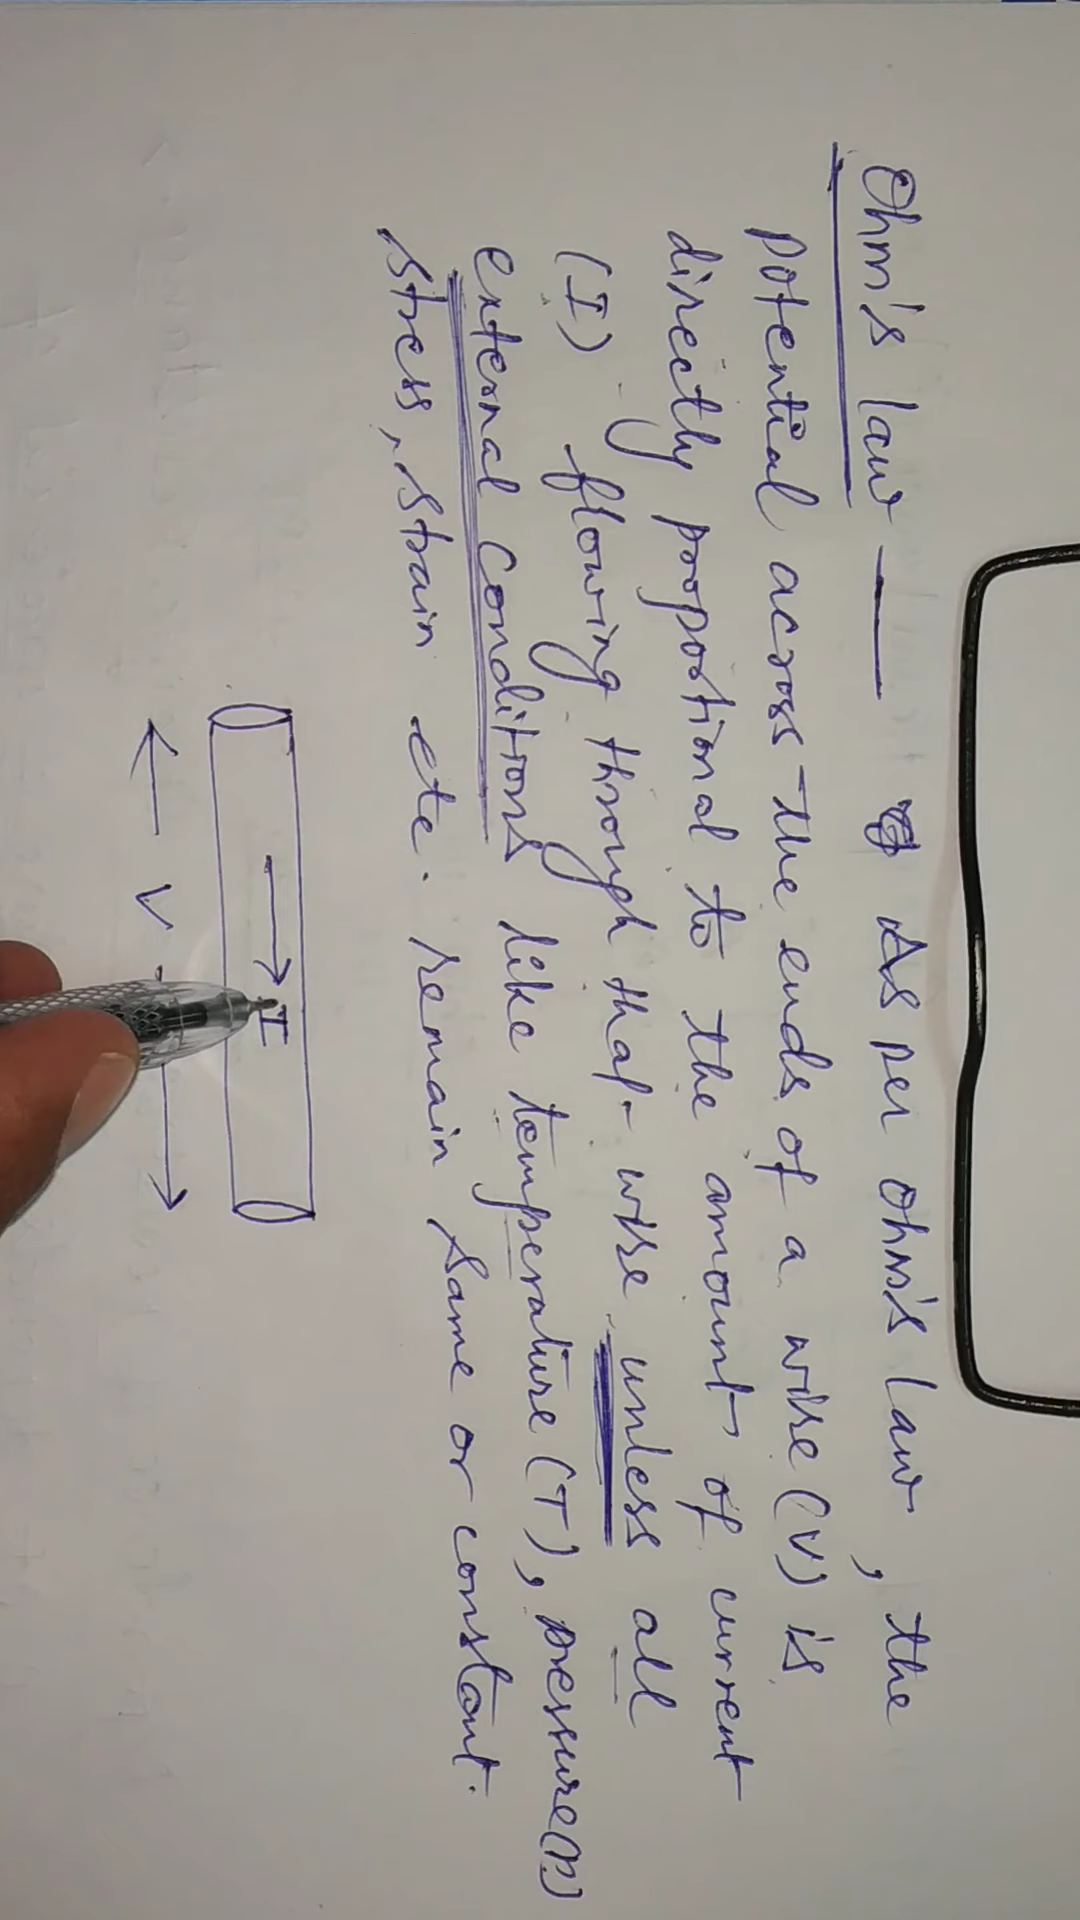 Ohm's law — As per Ohm's law, the
potential across the ends of a wire (V) is
directly proportional to the amount of current
(I) flowing through that wire unless all
external conditions like temperature (T), pressure(P)
stress, strain etc. remain same or constant.
I
V